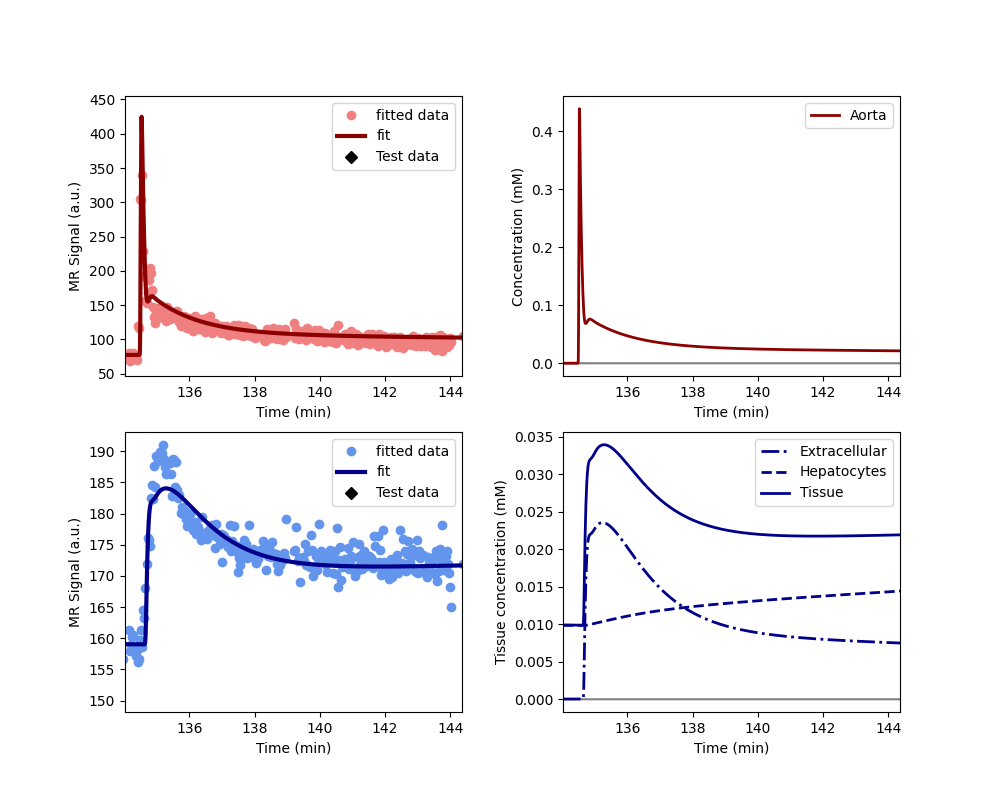 MR Signal (a.u.)
450
400
350
300
250
200
150
100
50
fitted data
fit
Test data
136 138 140 142 144
Time (min)
Concentration (mM)
0.4
0.3
0.2
0.1
0.0
Aorta
136 138 140 142 144
Time (min)
MR Signal (a.u.)
190
185
180
175
170
165
160
155
150
fitted data
fit
Test data
136 138 140 142 144
Time (min)
Tissue concentration (mM)
0.035
0.030
0.025
0.020
0.015
0.010
0.005
0.000
Extracellular
Hepatocytes
Tissue
136 138 140 142 144
Time (min)